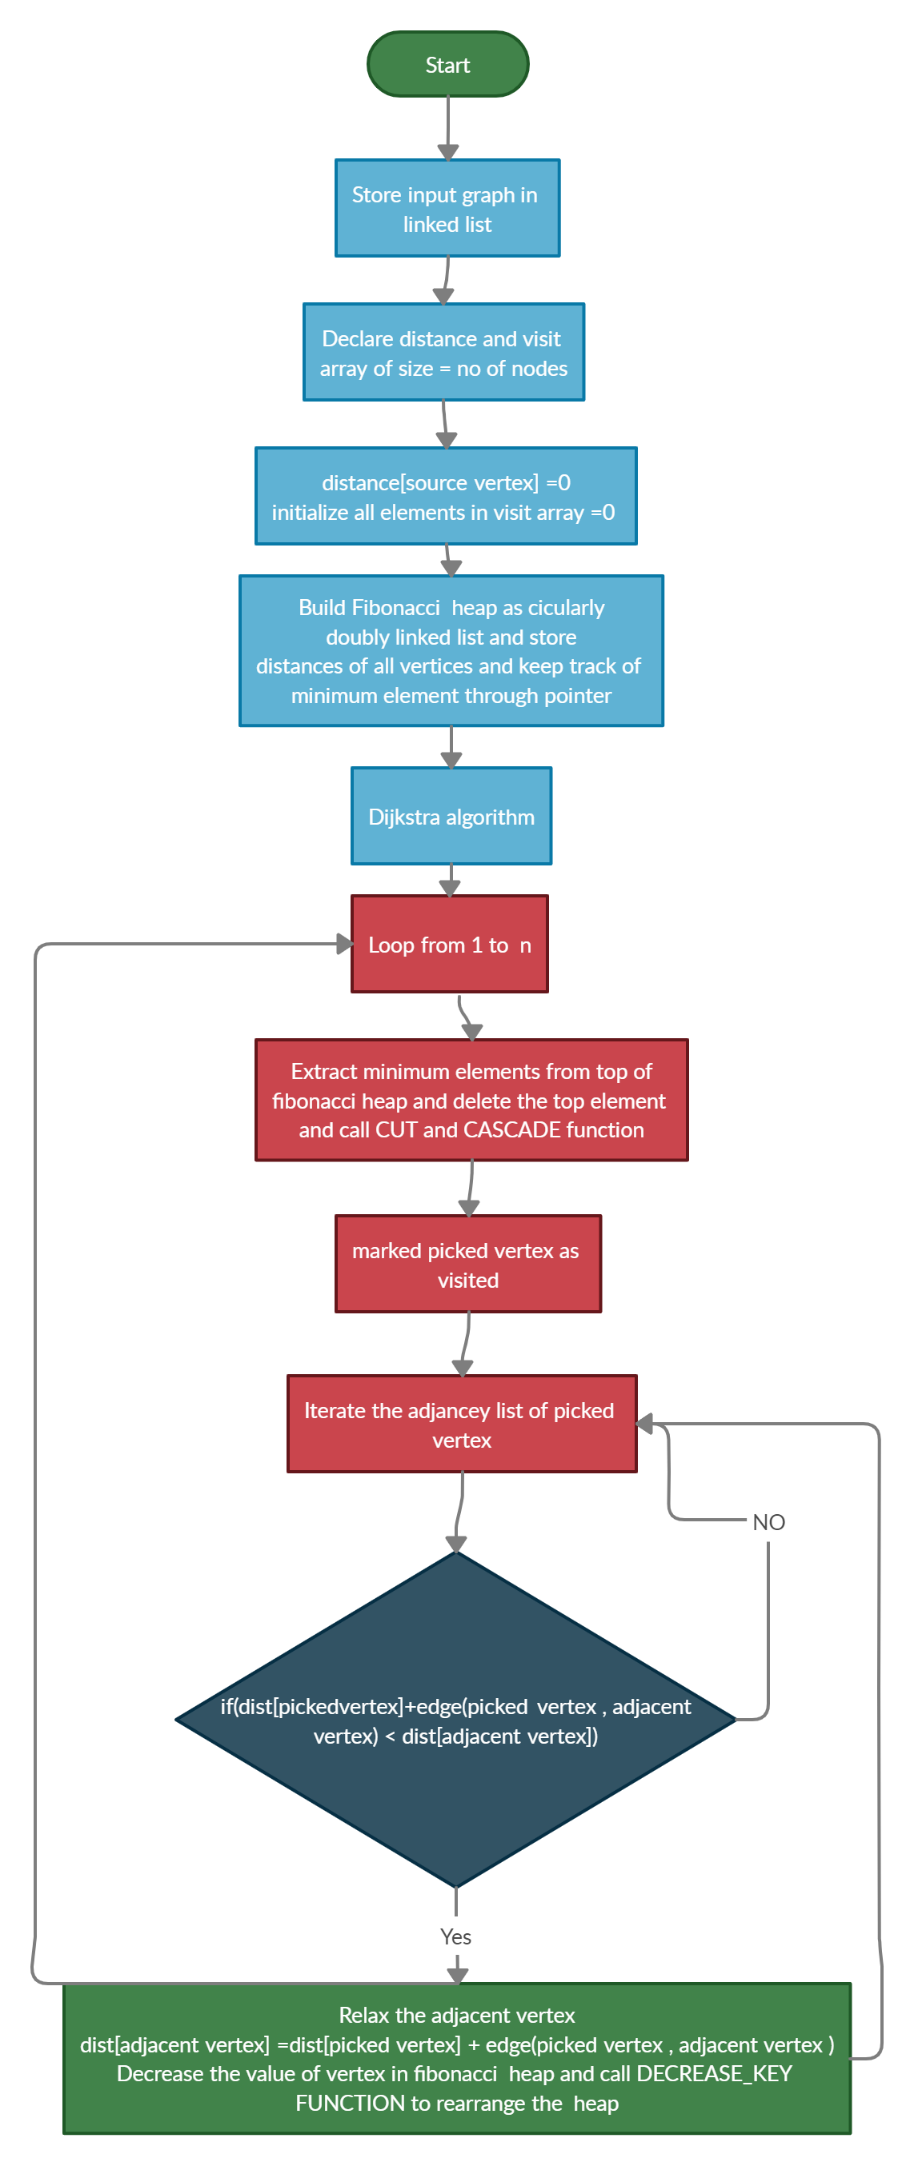 Start
Store input graph in
linked list
Declare distance and visit
array of size = no of nodes
distance[source vertex] =0
initialize all elements in visit array =0
Build Fibonacci heap as cicularly
doubly linked list and store
distances of all vertices and keep track of
minimum element through pointer
Dijkstra algorithm
Loop from 1 to n
Extract minimum elements from top of
fibonacci heap and delete the top element
and call CUT and CASCADE function
marked picked vertex as
visited
Iterate the adjancey list of picked
vertex
NO
if(dist[pickedvertex]+edge(picked vertex , adjacent
vertex) < dist[adjacent vertex])
Yes
Relax the adjacent vertex
dist[adjacent vertex] =dist[picked vertex] + edge(picked vertex , adjacent vertex )
Decrease the value of vertex in fibonacci heap and call DECREASE_KEY
FUNCTION to rearrange the heap